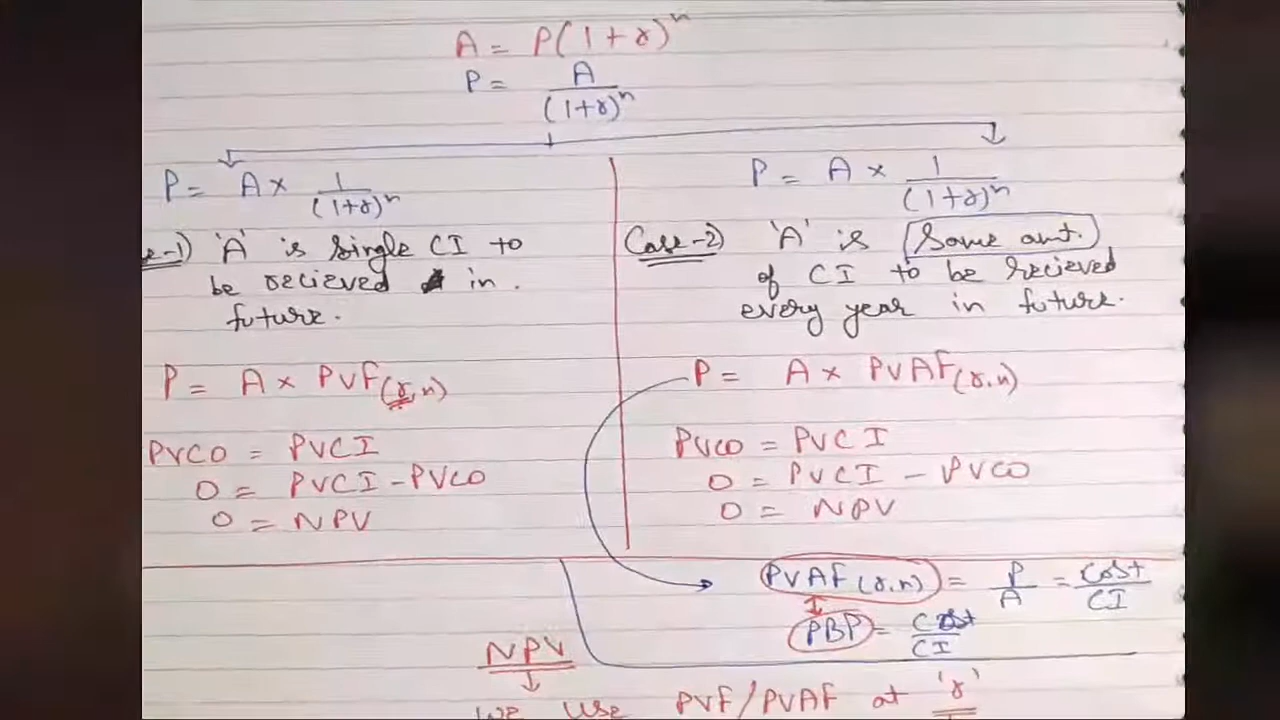 A = P(1+r)^n
P = A/(1+r)^n
P = A × 1/(1+r)^n
e-1) 'A' is single CI to
be recieved in.
future.
P = A × PVF(r,n)
PVCO = PVCI
0 = PVCI - PVCO
0 = NPV
P = A × 1/(1+r)^n
Case-2) 'A' is Same amt.
of CI to be recieved
every year in future.
P = A × PVAF(r,n)
PVCO = PVCI
0 = PVCI - PVCO
0 = NPV
PVAF(r,n) = P/A = Cost/CI
PBP = Cost/CI
NPV
We use PVF/PVAF at 'r'